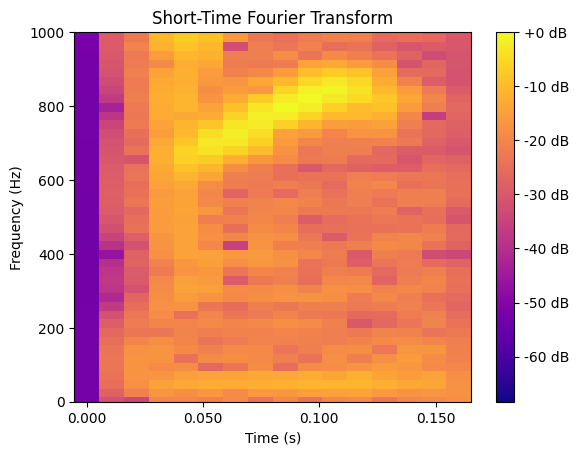 Short-Time Fourier Transform
1000
800
600
400
200
0
Frequency (Hz)
0.000
0.050
0.100
0.150
Time (s)
+0 dB
-10 dB
-20 dB
-30 dB
-40 dB
-50 dB
-60 dB